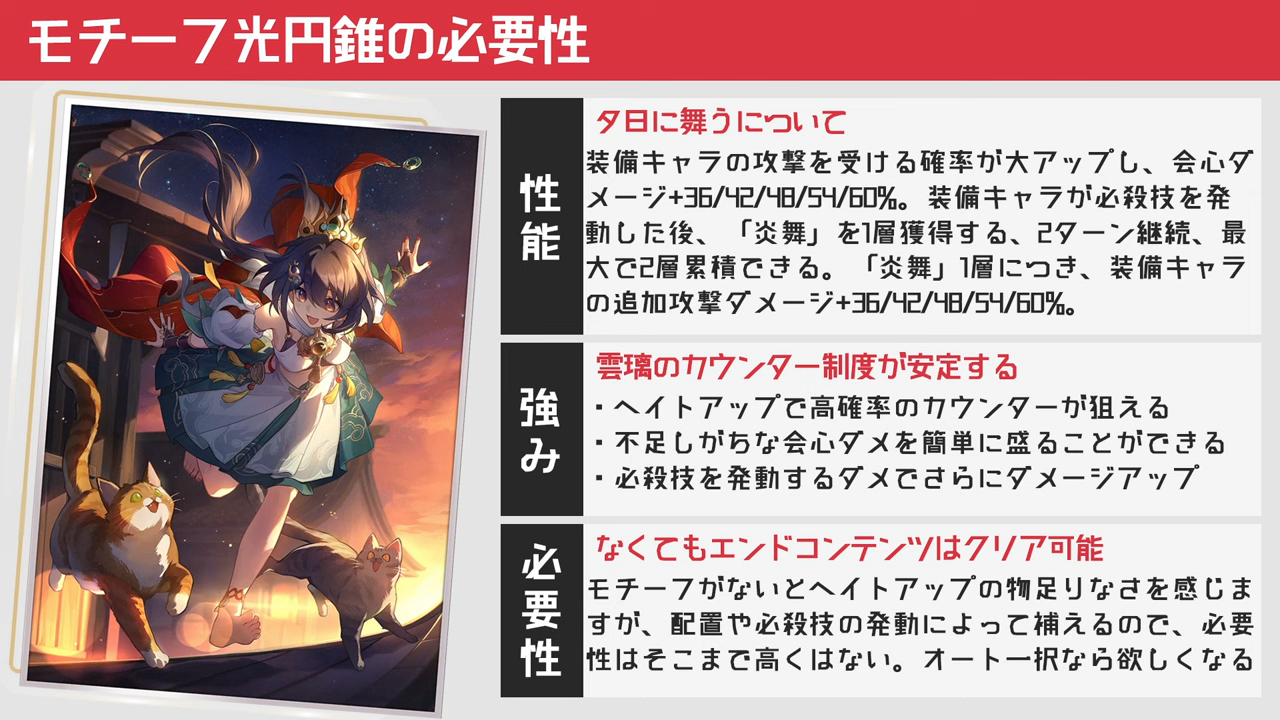 モチーフ光円錐の必要性
性能
夕日に舞うについて
装備キャラの攻撃を受ける確率が大アップし、会心ダ
メージ+36/42/48/54/60%。装備キャラが必殺技を発
動した後、「炎舞」を1層獲得する、2ターン継続、最
大で2層累積できる。「炎舞」1層につき、装備キャラ
の追加攻撃ダメージ+36/42/48/54/60%。
強み
雲璃のカウンター制度が安定する
・ヘイトアップで高確率のカウンターが狙える
・不足しがちな会心ダメを簡単に盛ることができる
・必殺技を発動するダメでさらにダメージアップ
必要性
なくてもエンドコンテンツはクリア可能
モチーフがないとヘイトアップの物足りなさを感じま
すが、配置や必殺技の発動によって補えるので、必要
性はそこまで高くはない。オート一択なら欲しくなる